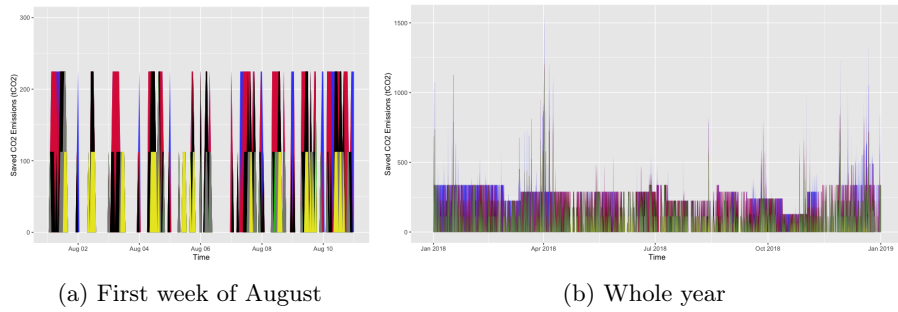 Saved CO2 Emissions (tCO2)
300
200
100
0
Aug 02
Aug 04
Aug 06
Aug 08
Aug 10
Time
(a) First week of August
Saved CO2 Emissions (tCO2)
1500
1000
500
0
Jan 2018
Apr 2018
Jul 2018
Oct 2018
Jan 2019
Time
(b) Whole year